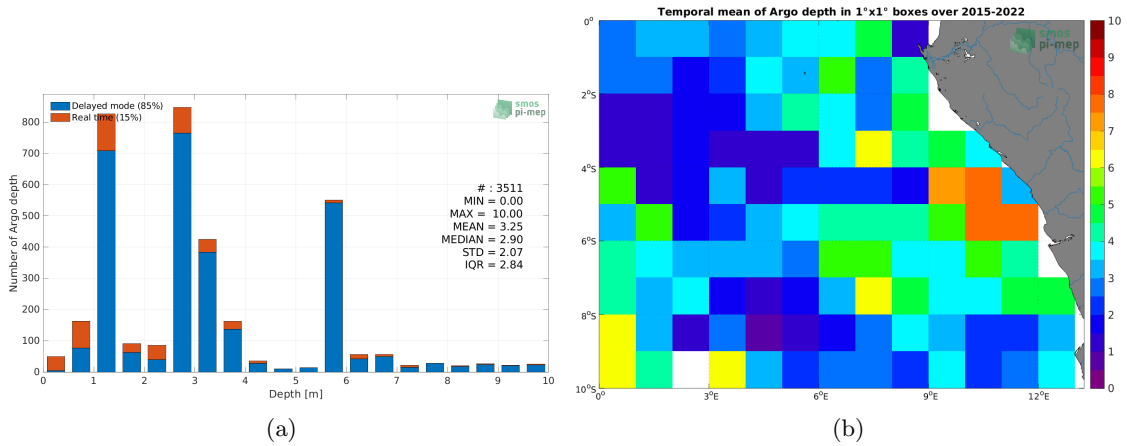 Delayed mode (85%)
Real time (15%)
smos
pi-mep
Number of Argo depth
800
700
600
500
400
300
200
100
0
# : 3511
MIN = 0.00
MAX = 10.00
MEAN = 3.25
MEDIAN = 2.90
STD = 2.07
IQR = 2.84
0 1 2 3 4 5 6 7 8 9 10
Depth [m]
(a)
Temporal mean of Argo depth in 1°x1° boxes over 2015-2022
smos
pi-mep
0°
2°S
4°S
6°S
8°S
10°S
0° 3°E 6°E 9°E 12°E
10
9
8
7
6
5
4
3
2
1
0
(b)